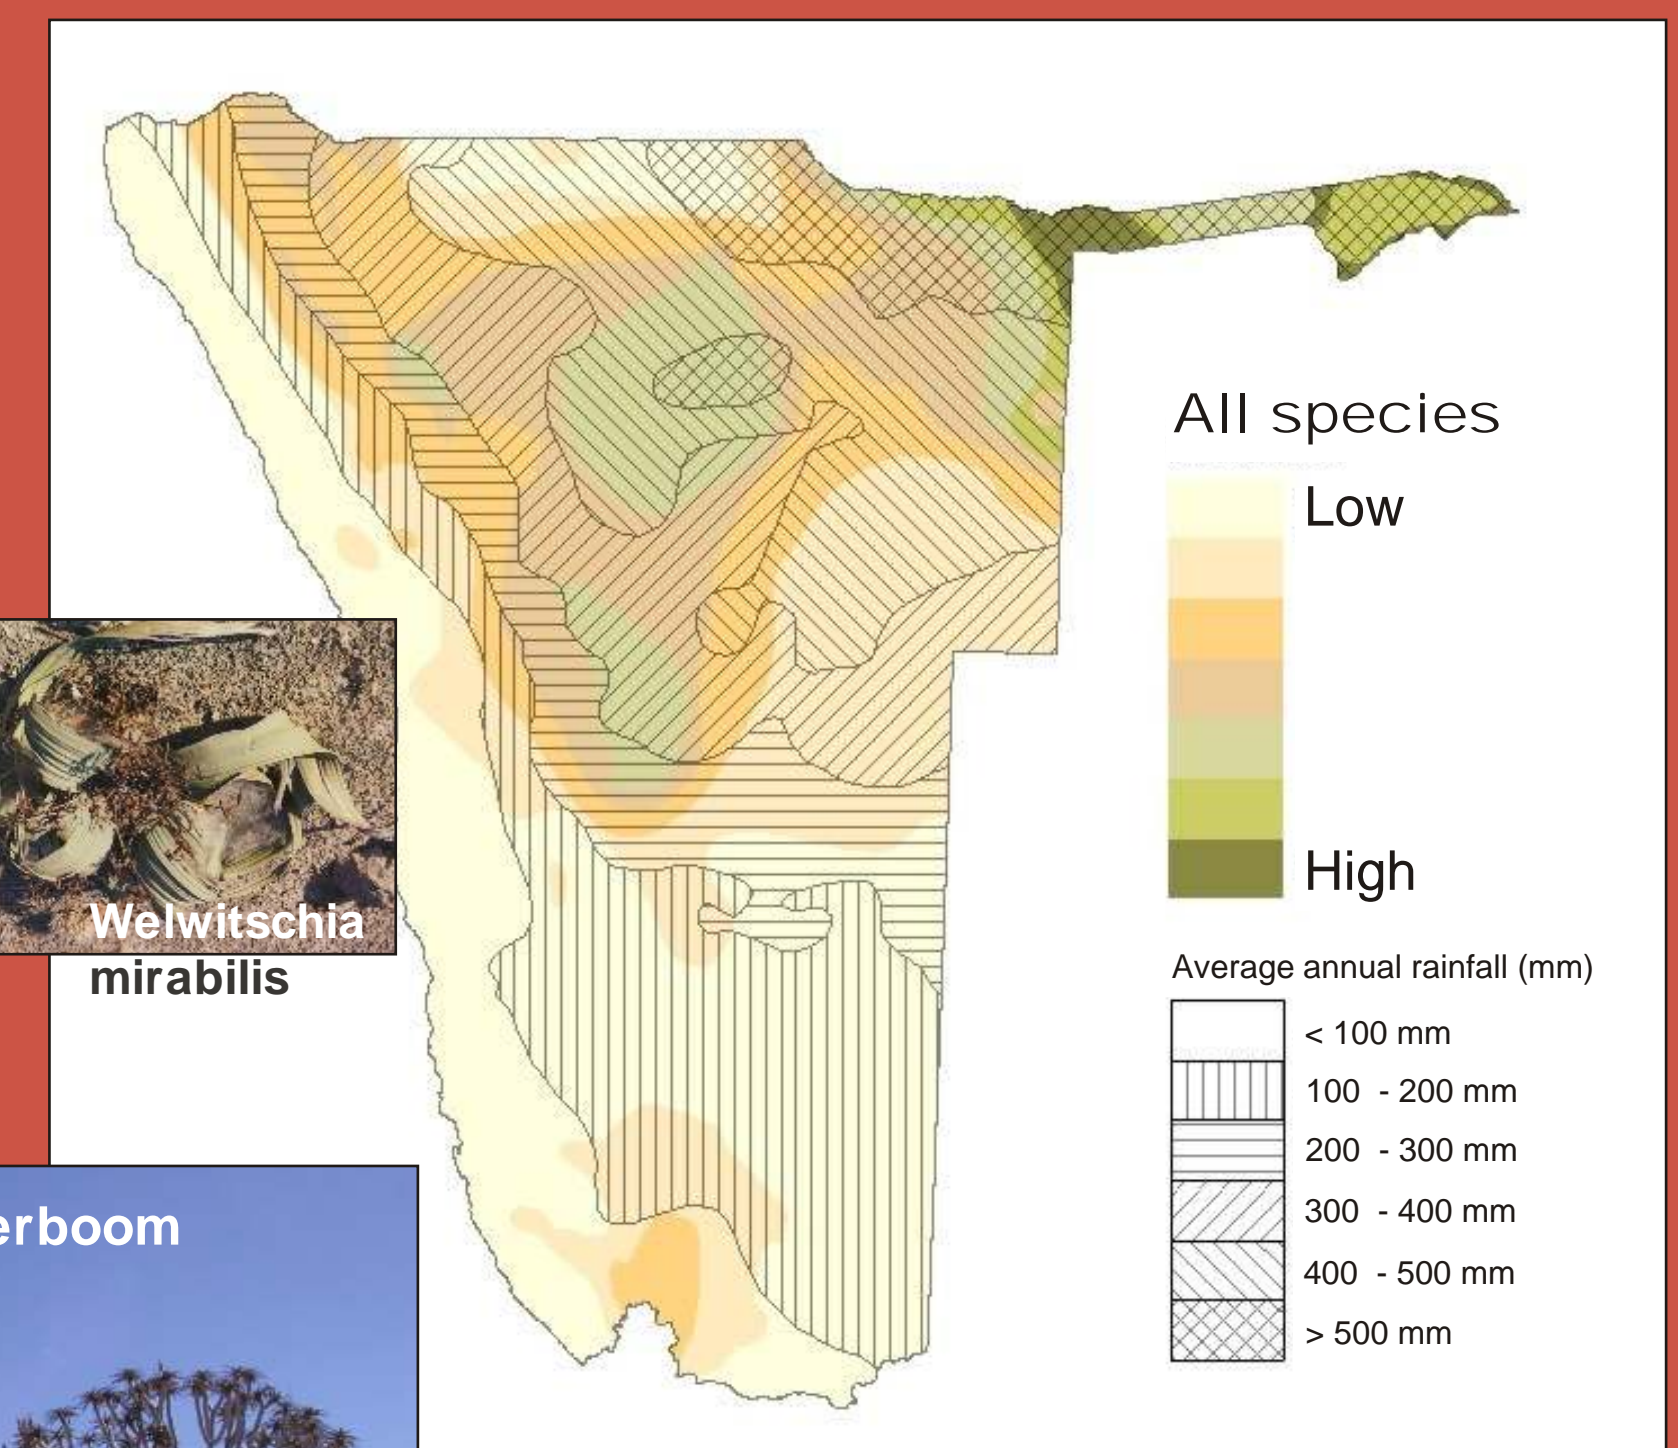 All species
Low
High
Average annual rainfall (mm)
< 100 mm
100 - 200 mm
200 - 300 mm
300 - 400 mm
400 - 500 mm
> 500 mm
Welwitschia
mirabilis
erboom